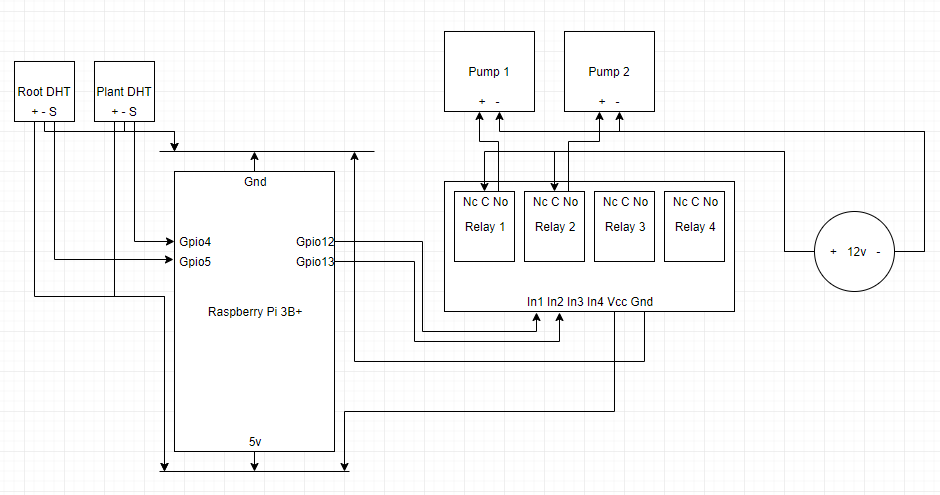 Pump 1
+ -
Pump 2
+ -
Root DHT
+ - S
Plant DHT
+ - S
Gnd
Gpio4
Gpio5
Gpio12
Gpio13
Raspberry Pi 3B+
5v
Nc C No
Relay 1
Nc C No
Relay 2
Nc C No
Relay 3
Nc C No
Relay 4
In1 In2 In3 In4 Vcc Gnd
+ 12v -